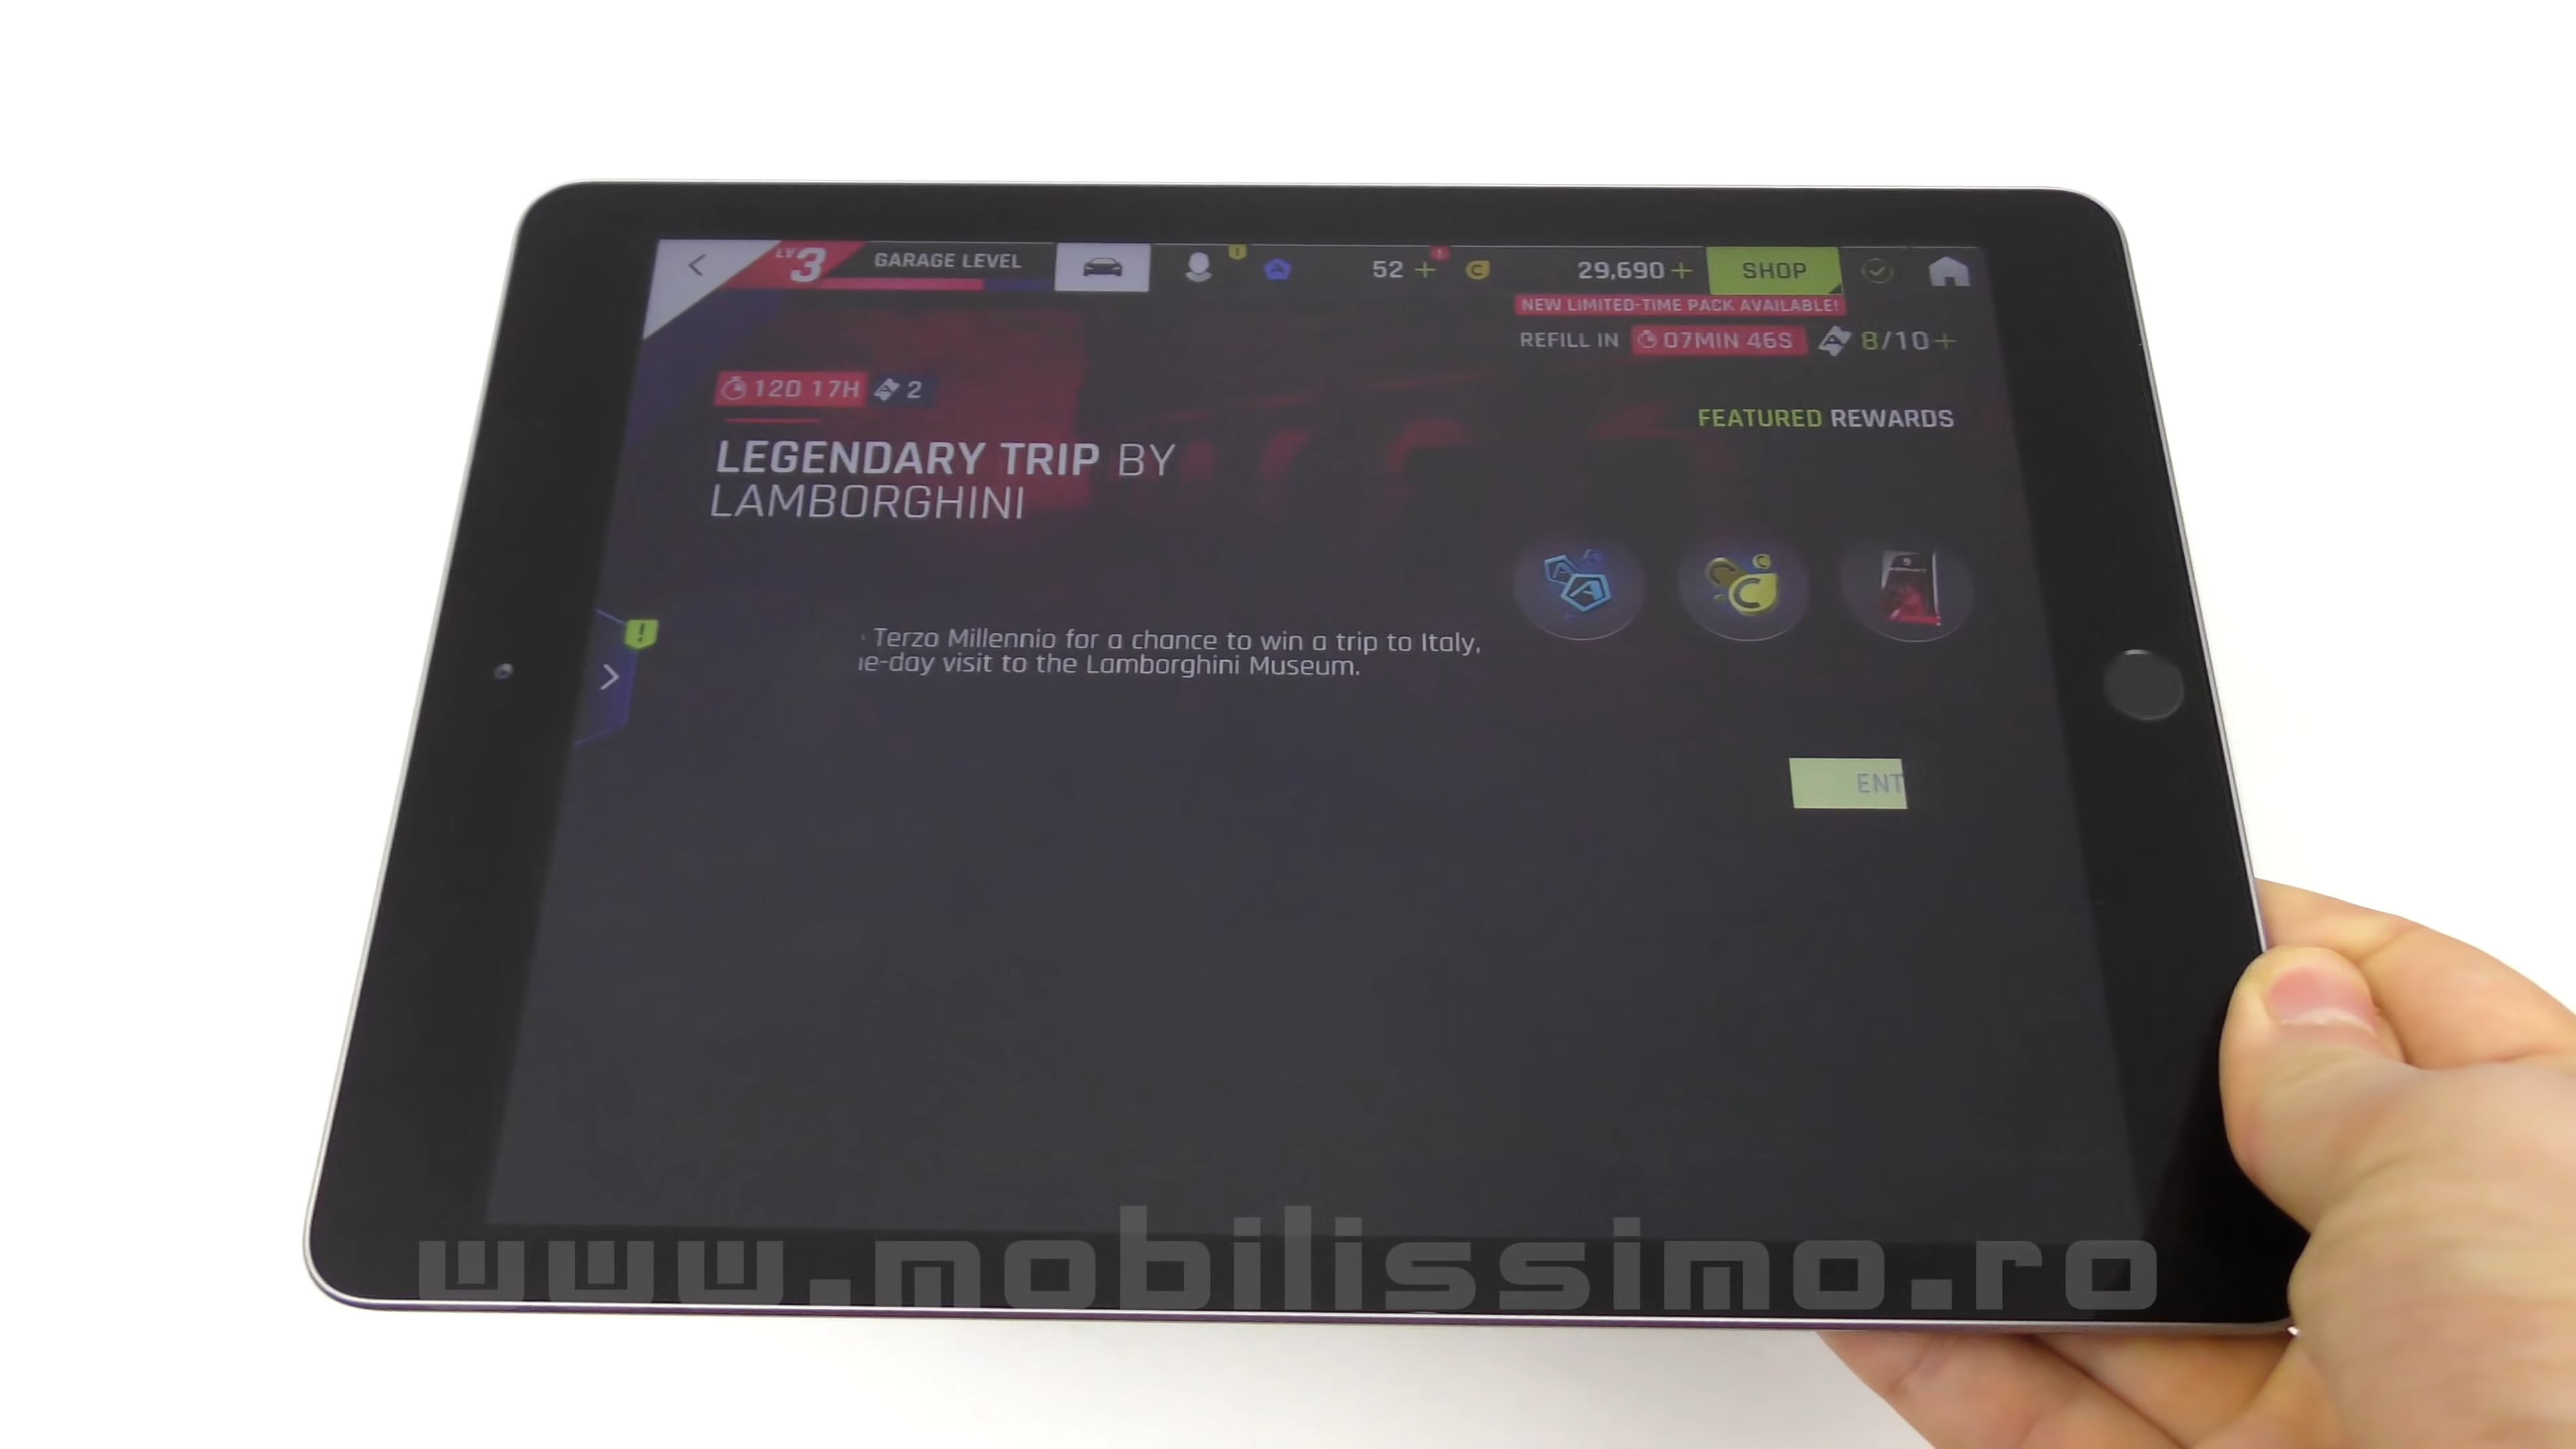 LV 3 GARAGE LEVEL 52 + 29,690 + SHOP
NEW LIMITED-TIME PACK AVAILABLE!
REFILL IN 07MIN 46S 8/10 +
12D 17H 2
FEATURED REWARDS
LEGENDARY TRIP BY
LAMBORGHINI
Terzo Millennio for a chance to win a trip to Italy,
e-day visit to the Lamborghini Museum.
ENT
www.mobilissimo.ro